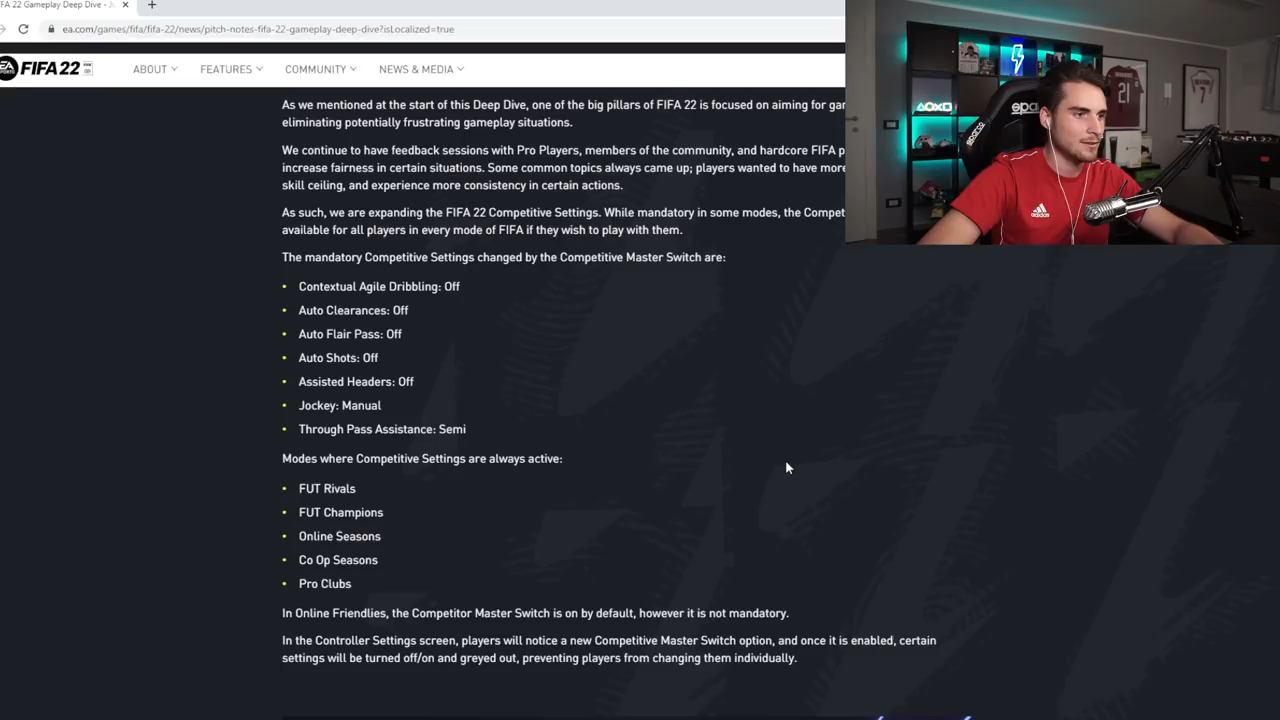 FA 22 Gameplay Deep Dive -
ea.com/games/fifa/fifa-22/news/pitch-notes-fifa-22-gameplay-deep-dive?isLocalized=true
EA SPORTS FIFA 22 ABOUT FEATURES COMMUNITY NEWS & MEDIA
As we mentioned at the start of this Deep Dive, one of the big pillars of FIFA 22 is focused on aiming for
eliminating potentially frustrating gameplay situations.
We continue to have feedback sessions with Pro Players, members of the community, and hardcore FIFA
increase fairness in certain situations. Some common topics always came up; players wanted to have more
skill ceiling, and experience more consistency in certain actions.
As such, we are expanding the FIFA 22 Competitive Settings. While mandatory in some modes, the Compet
available for all players in every mode of FIFA if they wish to play with them.
The mandatory Competitive Settings changed by the Competitive Master Switch are:
• Contextual Agile Dribbling: Off
• Auto Clearances: Off
• Auto Flair Pass: Off
• Auto Shots: Off
• Assisted Headers: Off
• Jockey: Manual
• Through Pass Assistance: Semi
Modes where Competitive Settings are always active:
• FUT Rivals
• FUT Champions
• Online Seasons
• Co Op Seasons
• Pro Clubs
In Online Friendlies, the Competitor Master Switch is on by default, however it is not mandatory.
In the Controller Settings screen, players will notice a new Competitive Master Switch option, and once it is enabled, certain
settings will be turned off/on and greyed out, preventing players from changing them individually.
21
7
adidas